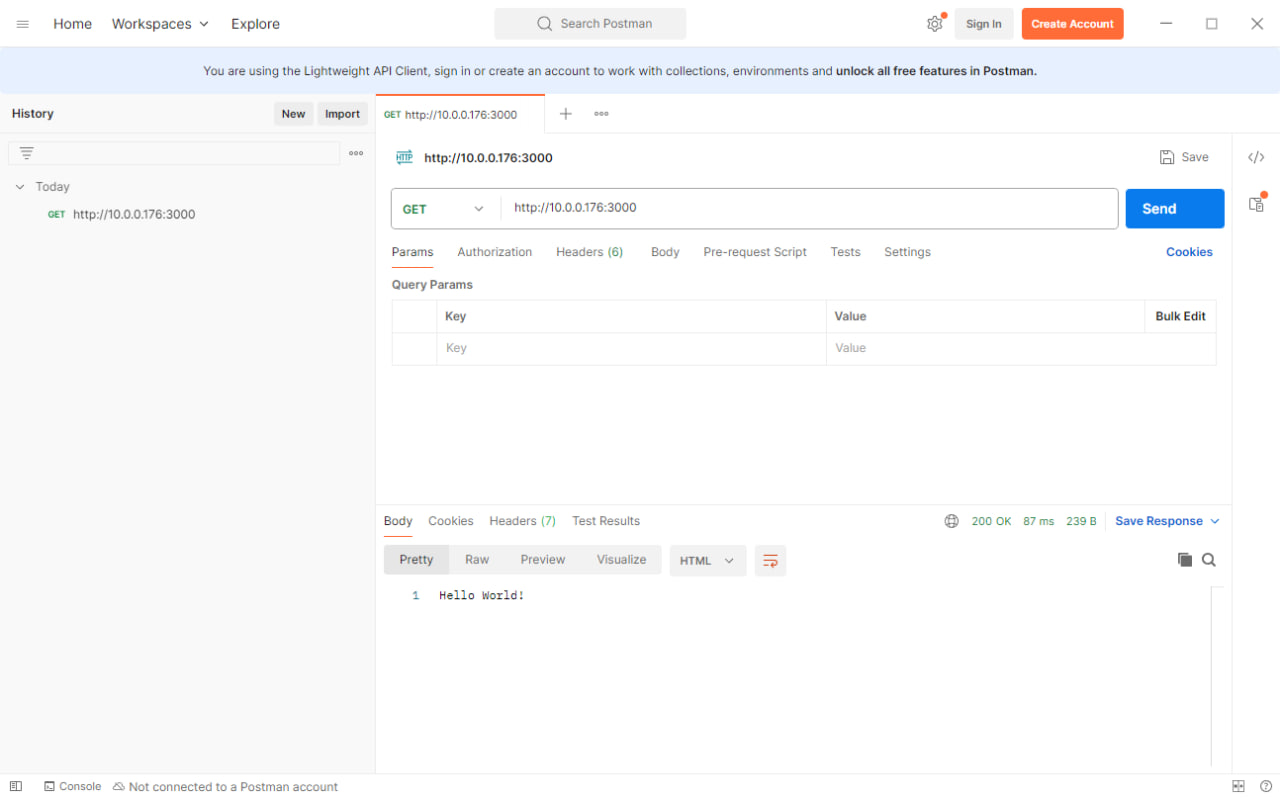 Home Workspaces Explore Search Postman Sign In Create Account
You are using the Lightweight API Client, sign in or create an account to work with collections, environments and unlock all free features in Postman.
History New Import GET http://10.0.0.176:3000
HTTP http://10.0.0.176:3000 Save
Today
GET http://10.0.0.176:3000
GET http://10.0.0.176:3000 Send
Params Authorization Headers (6) Body Pre-request Script Tests Settings Cookies
Query Params
Key Value Bulk Edit
Key Value
Body Cookies Headers (7) Test Results 200 OK 87 ms 239 B Save Response
Pretty Raw Preview Visualize HTML
1 Hello World!
Console Not connected to a Postman account